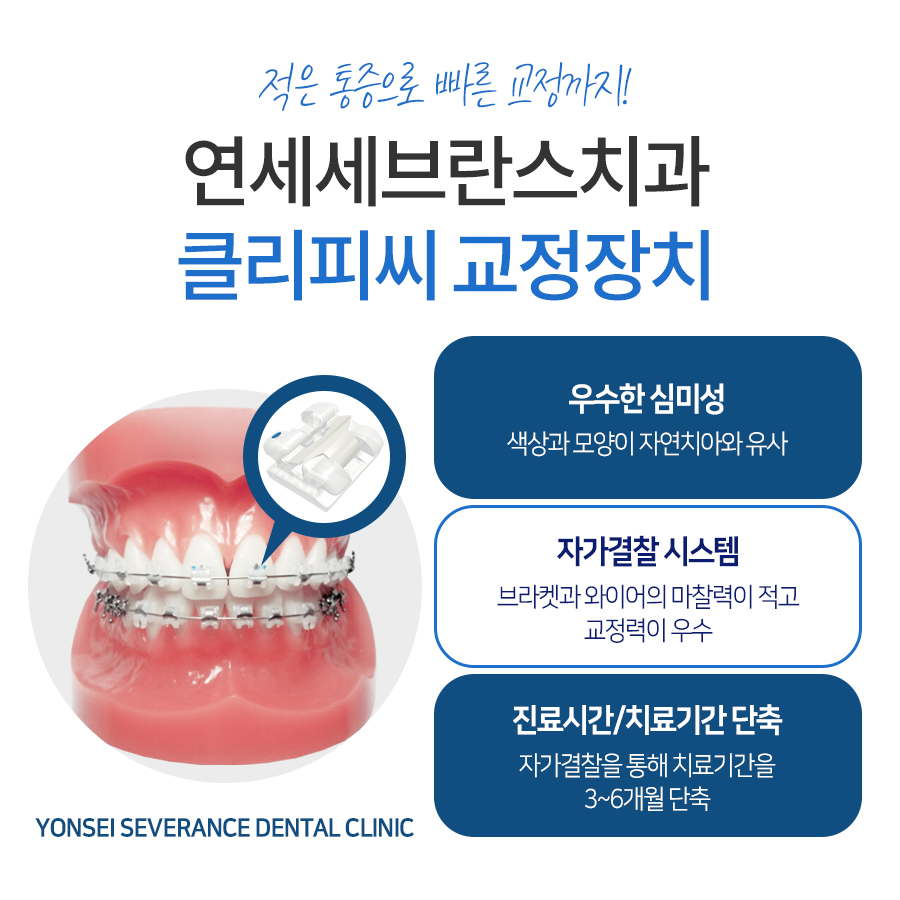 적은 통증으로 빠른 교정까지!
연세세브란스치과
클리피씨 교정장치
우수한 심미성
색상과 모양이 자연치아와 유사
자가결찰 시스템
브라켓과 와이어의 마찰력이 적고
교정력이 우수
진료시간/치료기간 단축
자가결찰을 통해 치료기간을
3~6개월 단축
YONSEI SEVERANCE DENTAL CLINIC